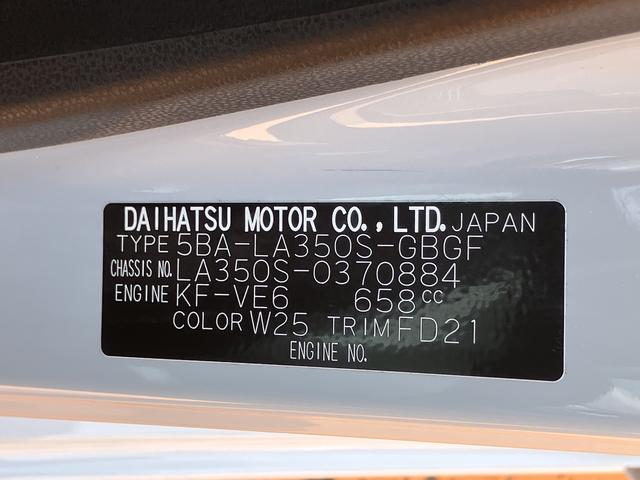 DAIHATSU MOTOR CO., LTD. JAPAN
TYPE 5BA-LA350S-GBGF
CHASSIS NO. LA350S-0370884
ENGINE KF-VE6 658cc
COLOR W25 TRIM FD21
ENGINE NO.